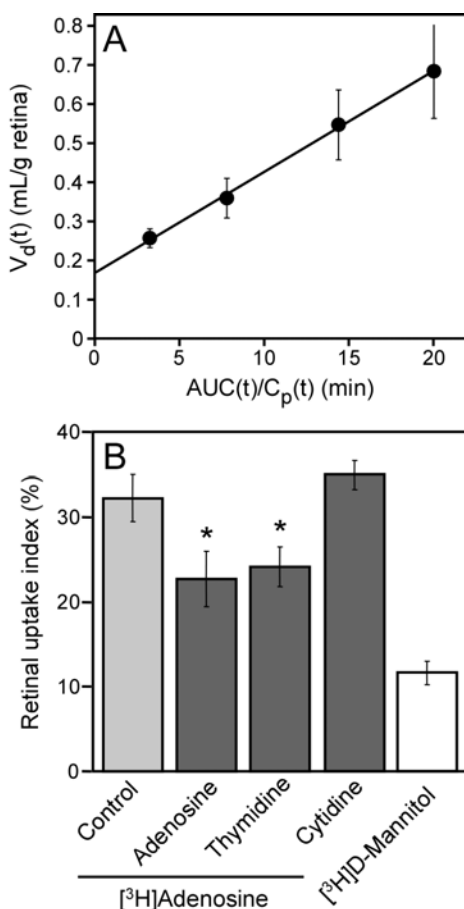 A
V_d(t) (mL/g retina)
0.8
0.7
0.6
0.5
0.4
0.3
0.2
0.1
0
0 5 10 15 20
AUC(t)/C_p(t) (min)
B
Retinal uptake index (%)
40
30
20
10
0
* *
Control Adenosine Thymidine Cytidine [³H]D-Mannitol
[³H]Adenosine